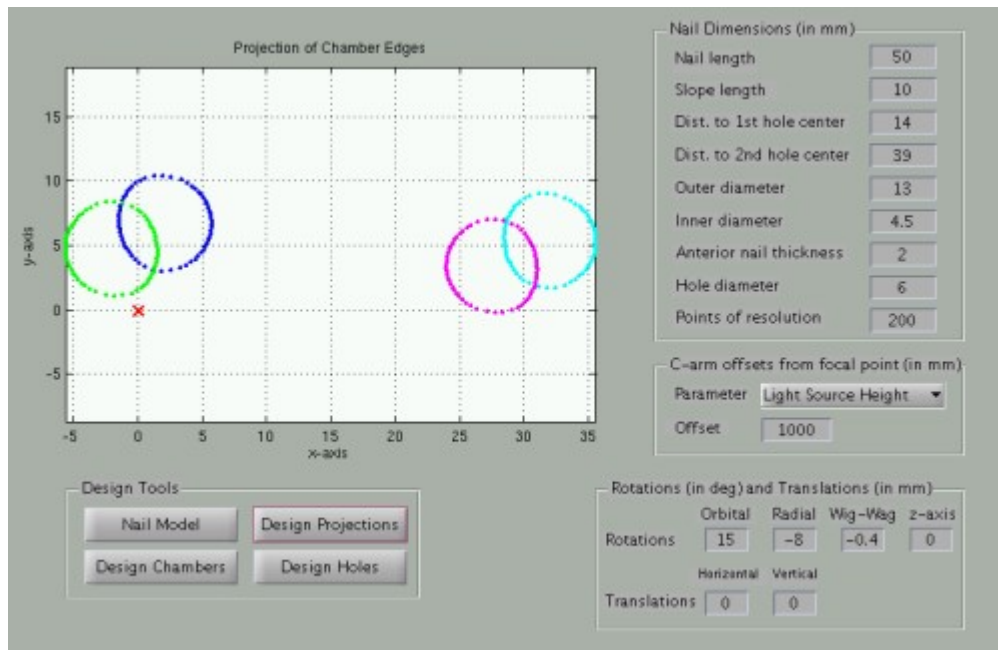 Projection of Chamber Edges
15
10
5
0
-5
y-axis
-5 0 5 10 15 20 25 30 35
x-axis
Nail Dimensions (in mm)
Nail length 50
Slope length 10
Dist. to 1st hole center 14
Dist. to 2nd hole center 39
Outer diameter 13
Inner diameter 4.5
Anterior nail thickness 2
Hole diameter 6
Points of resolution 200
C-arm offsets from focal point (in mm)
Parameter Light Source Height
Offset 1000
Design Tools
Nail Model Design Projections
Design Chambers Design Holes
Rotations (in deg) and Translations (in mm)
Orbital Radial Wig-Wag z-axis
Rotations 15 -8 -0.4 0
Horizontal Vertical
Translations 0 0